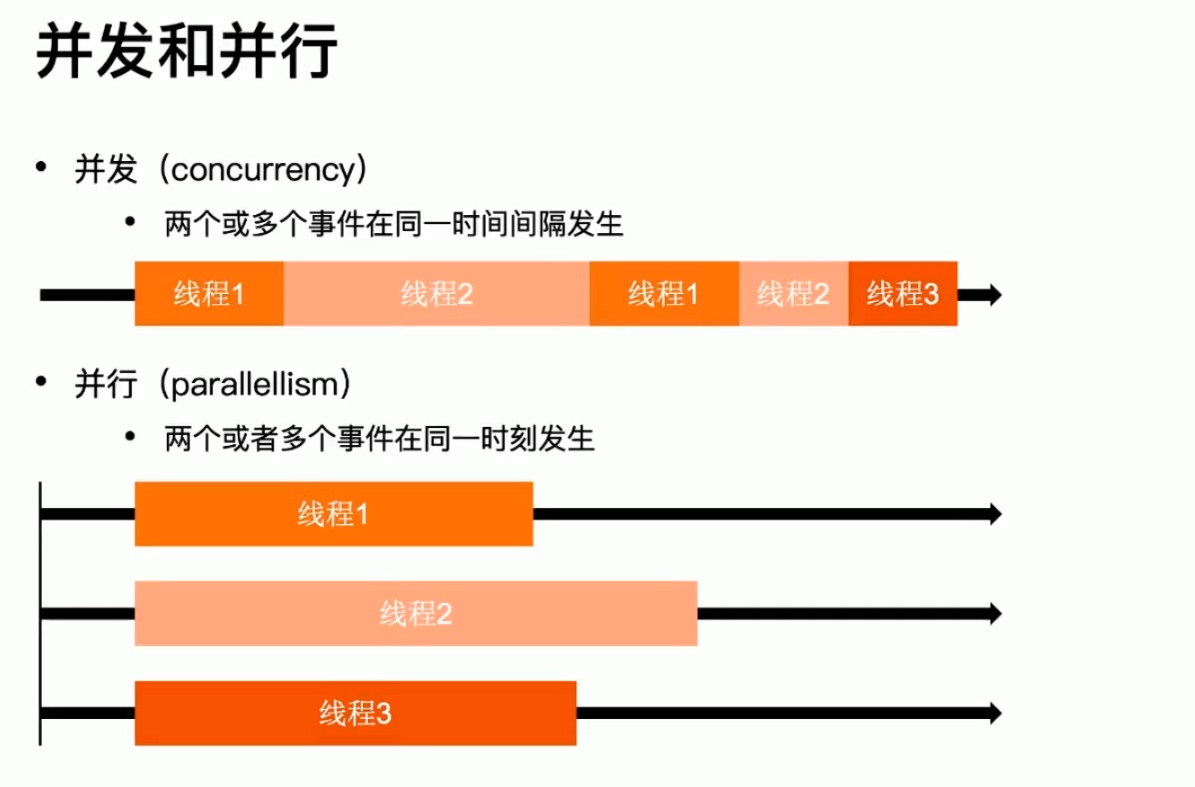 并发和并行
• 并发（concurrency）
• 两个或多个事件在同一时间间隔发生
线程1 线程2 线程1 线程2 线程3
• 并行（parallellism）
• 两个或者多个事件在同一时刻发生
线程1
线程2
线程3